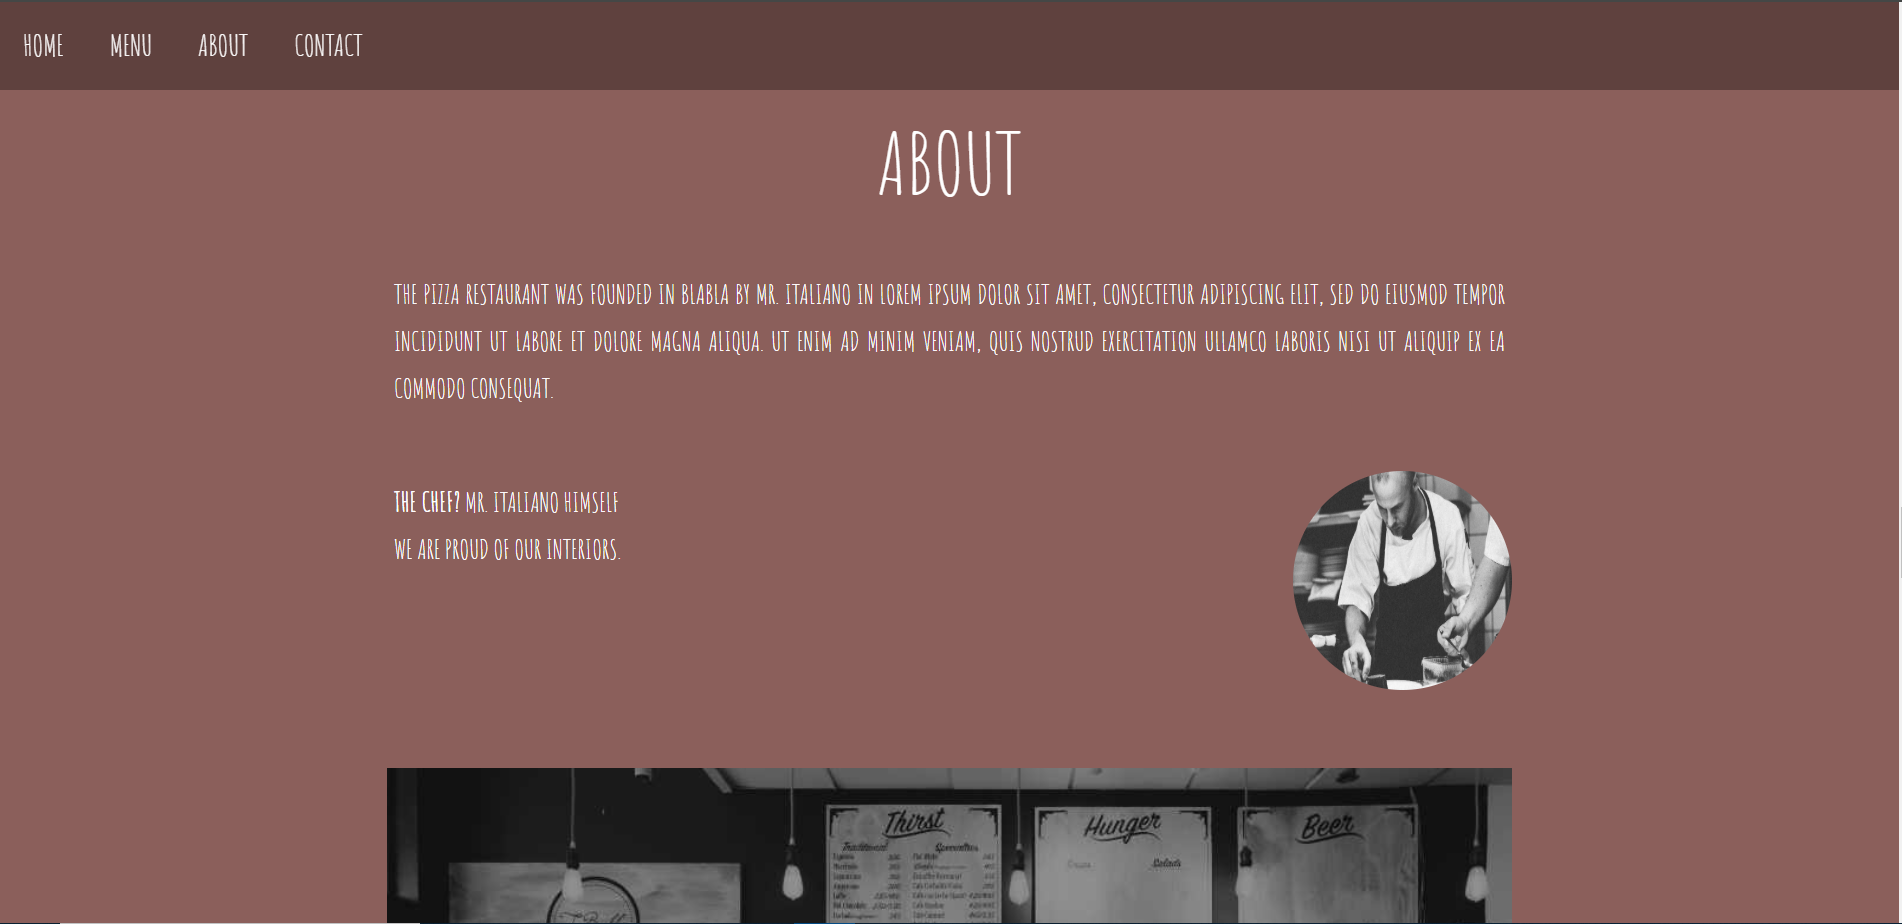 HOME MENU ABOUT CONTACT
ABOUT
THE PIZZA RESTAURANT WAS FOUNDED IN BLABLA BY MR. ITALIANO IN LOREM IPSUM DOLOR SIT AMET, CONSECTETUR ADIPISCING ELIT, SED DO EIUSMOD TEMPOR
INCIDIDUNT UT LABORE ET DOLORE MAGNA ALIQUA. UT ENIM AD MINIM VENIAM, QUIS NOSTRUD EXERCITATION ULLAMCO LABORIS NISI UT ALIQUIP EX EA
COMMODO CONSEQUAT.
THE CHEF? MR. ITALIANO HIMSELF
WE ARE PROUD OF OUR INTERIORS.
Thirst Hunger Beer
Traditional Specialties
Salads